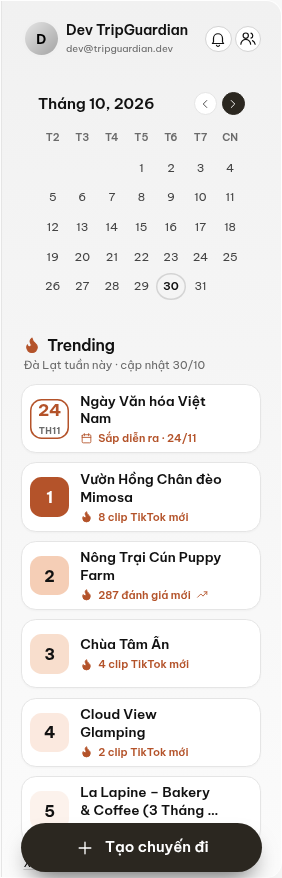 D
Dev TripGuardian
dev@tripguardian.dev
Tháng 10, 2026
T2 T3 T4 T5 T6 T7 CN
1 2 3 4
5 6 7 8 9 10 11
12 13 14 15 16 17 18
19 20 21 22 23 24 25
26 27 28 29 30 31
Trending
Đà Lạt tuần này · cập nhật 30/10
24
TH11
Ngày Văn hóa Việt
Nam
Sắp diễn ra · 24/11
1
Vườn Hồng Chân đèo
Mimosa
8 clip TikTok mới
2
Nông Trại Cún Puppy
Farm
287 đánh giá mới
3
Chùa Tâm Ấn
4 clip TikTok mới
4
Cloud View
Glamping
2 clip TikTok mới
5
La Lapine – Bakery
& Coffee (3 Tháng ...
Tạo chuyến đi